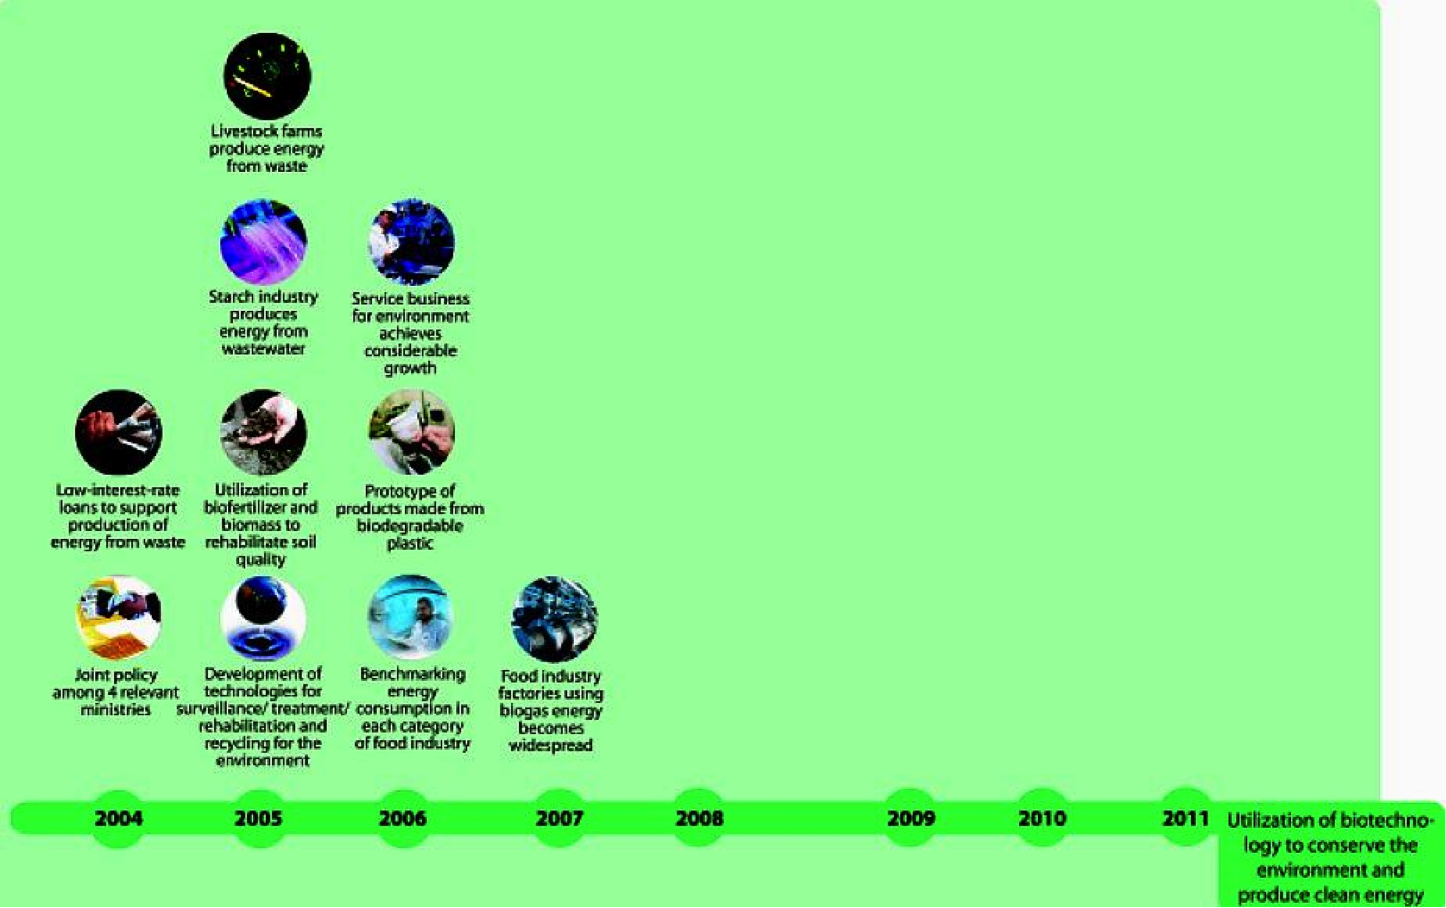 Livestock farms
produce energy
from waste
Starch industry
produces
energy from
wastewater
Service business
for environment
achieves
considerable
growth
Low-interest-rate
loans to support
production of
energy from waste
Utilization of
biofertilizer and
biomass to
rehabilitate soil
quality
Prototype of
products made from
biodegradable
plastic
Joint policy
among 4 relevant
ministries
Development of
technologies for
surveillance/ treatment/
rehabilitation and
recycling for the
environment
Benchmarking
energy
consumption in
each category
of food industry
Food industry
factories using
biogas energy
becomes
widespread
2004 2005 2006 2007 2008 2009 2010 2011
Utilization of biotechno-
logy to conserve the
environment and
produce clean energy